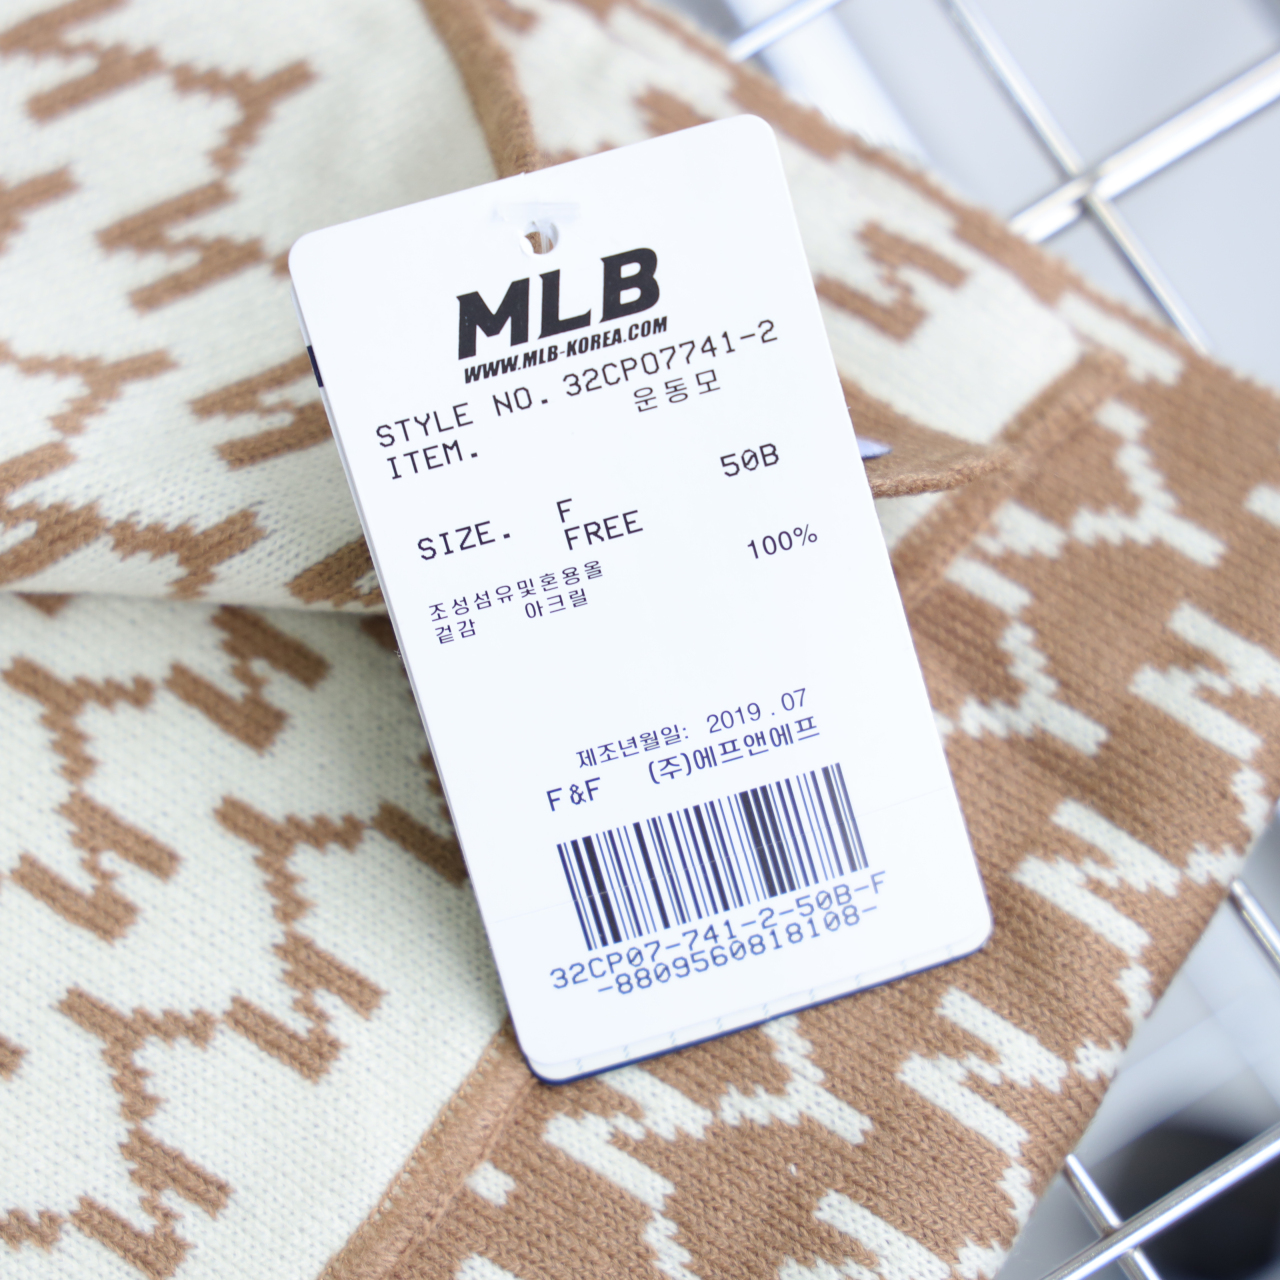 MLB
WWW.MLB-KOREA.COM
STYLE NO. 32CP07741-2
ITEM. 운동모
50B
SIZE. F
FREE
조성섬유및혼용율
겉감 아크릴 100%
제조년월일: 2019.07
F&F (주)에프앤에프
32CP07-741-2-50B-F
-8809560818108-